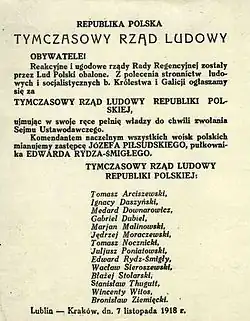 REPUBLIKA POLSKA
TYMCZASOWY RZĄD LUDOWY
OBYWATELE!
Reakcyjne i ugodowe rządy Rady Regencyjnej zostały
przez Lud Polski obalone. Z polecenia stronnictw ludo-
wych i socjalistycznych b. Królestwa i Galicji ogłaszamy
się za
TYMCZASOWY RZĄD LUDOWY REPUBLIKI POL-
SKIEJ,
ujmując w swoje ręce pełnię władzy do chwili zwołania
Sejmu Ustawodawczego.
Komendantem naczelnym wszystkich wojsk polskich
mianujemy zastępcę JÓZEFA PIŁSUDSKIEGO, pułkowni-
ka EDWARDA RYDZA-ŚMIGŁEGO.
TYMCZASOWY RZĄD LUDOWY
REPUBLIKI POLSKIEJ:
Tomasz Arciszewski,
Ignacy Daszyński,
Medard Downarowicz,
Gabriel Dubiel,
Marjan Malinowski,
Jędrzej Moraczewski,
Tomasz Nocznicki,
Juljusz Poniatowski,
Edward Rydz-Śmigły,
Wacław Sieroszewski,
Błażej Stolarski,
Stanisław Thugutt,
Wincenty Witos,
Bronisław Ziemięcki.
Lublin — Kraków, dn. 7 listopada 1918 r.